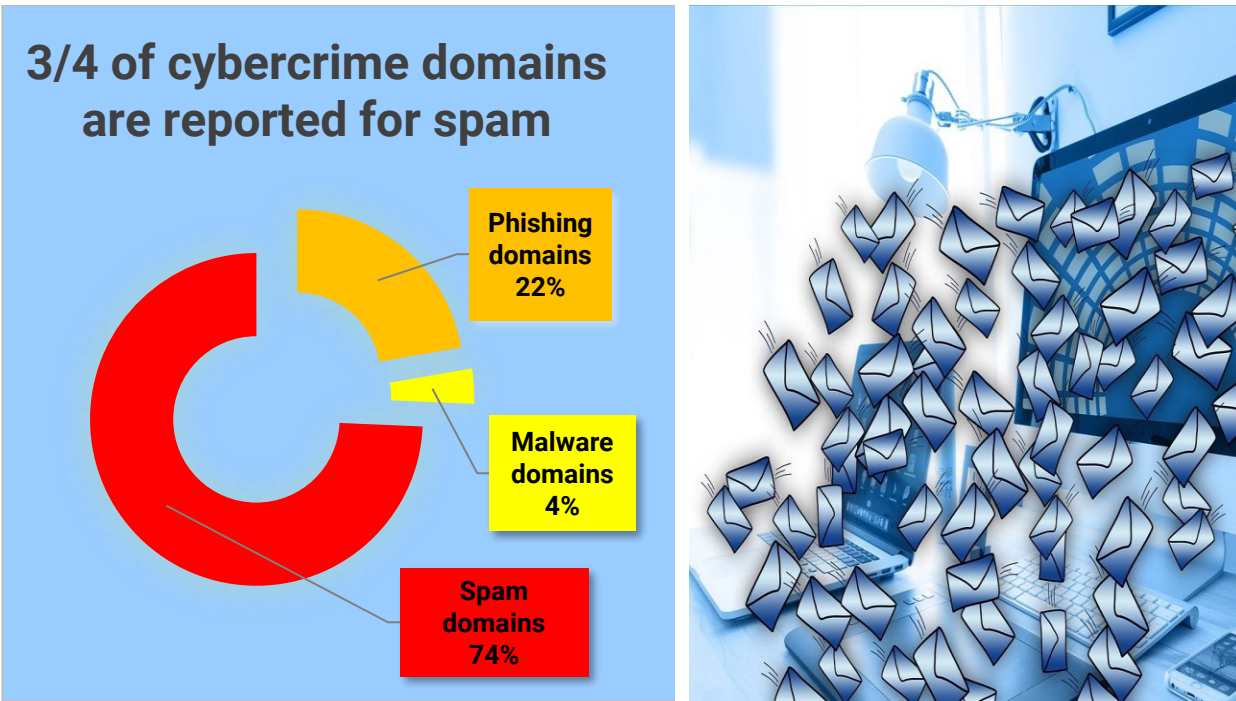 3/4 of cybercrime domains
are reported for spam
Phishing
domains
22%
Malware
domains
4%
Spam
domains
74%